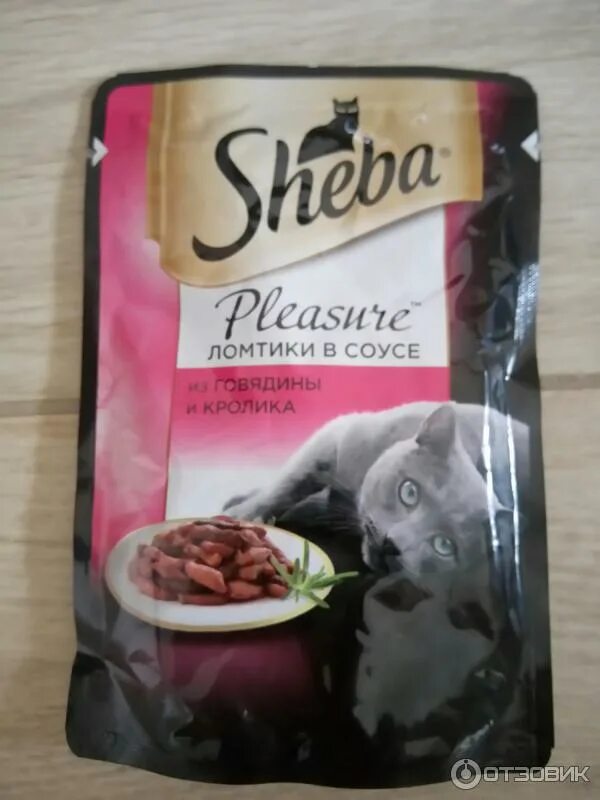 Sheba®
Pleasure™
ЛОМТИКИ В СОУСЕ
ИЗ ГОВЯДИНЫ
И КРОЛИКА
ОТЗОВИК